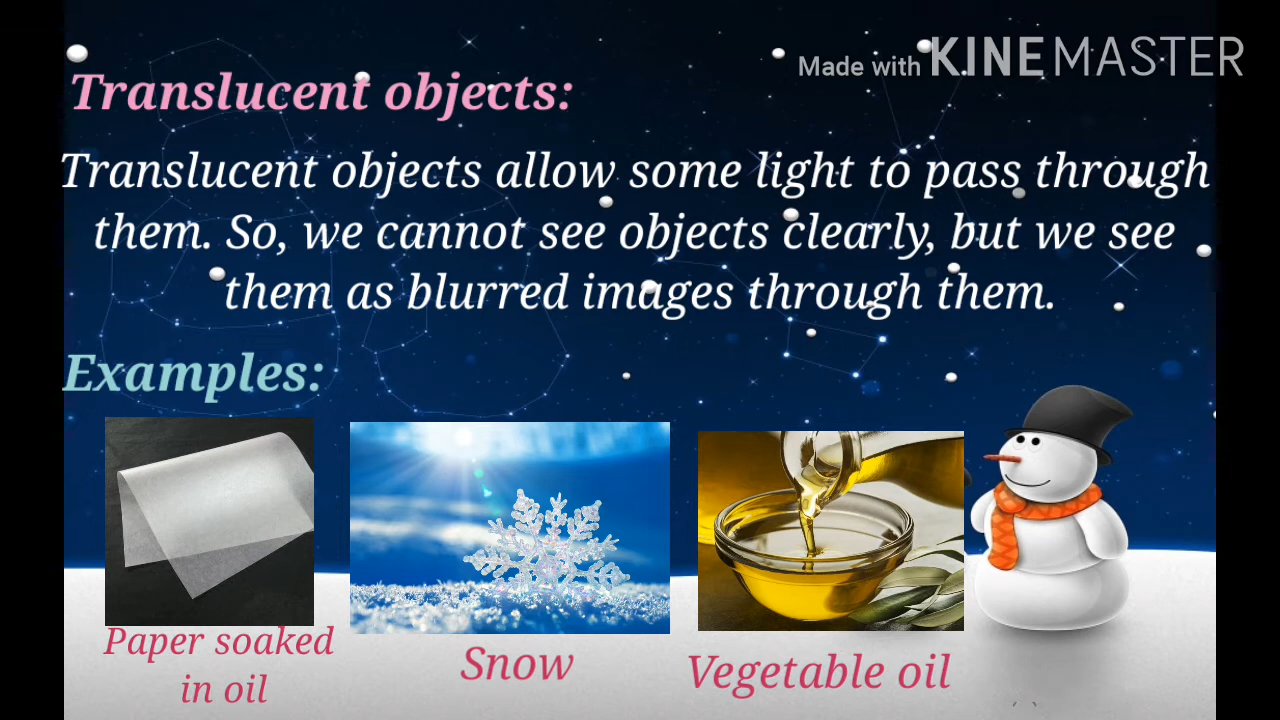 Made with KINEMASTER
Translucent objects:
Translucent objects allow some light to pass through
them. So, we cannot see objects clearly, but we see
them as blurred images through them.
Examples:
Paper soaked
in oil
Snow
Vegetable oil